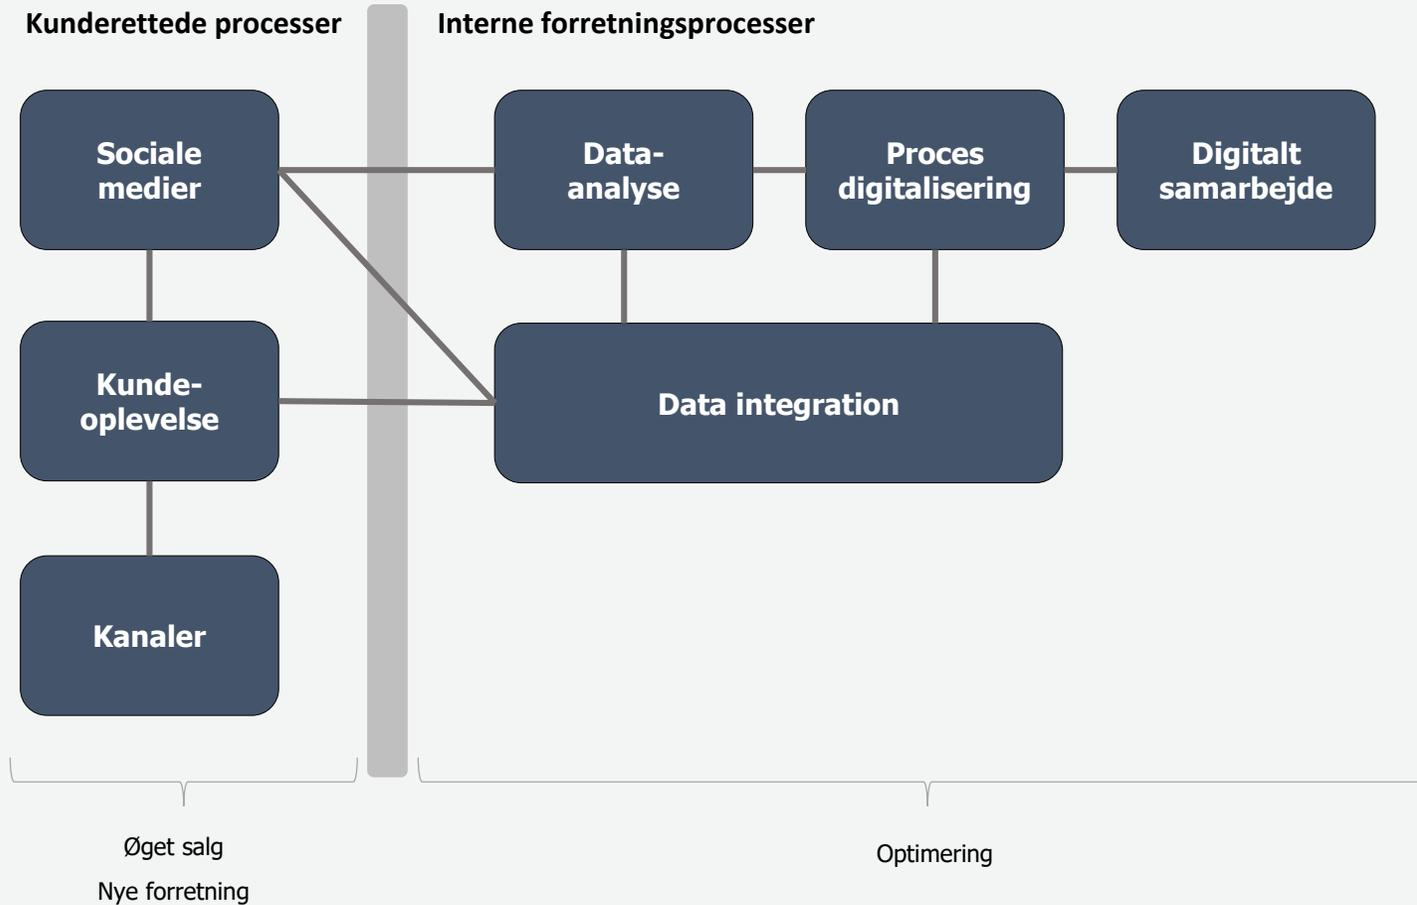 Kunderettede processer
Interne forretningsprocesser
Sociale
medier
Data-
analyse
Proces
digitalisering
Digitalt
samarbejde
Kunde-
oplevelse
Data integration
Kanaler
Øget salg
Nye forretning
Optimering